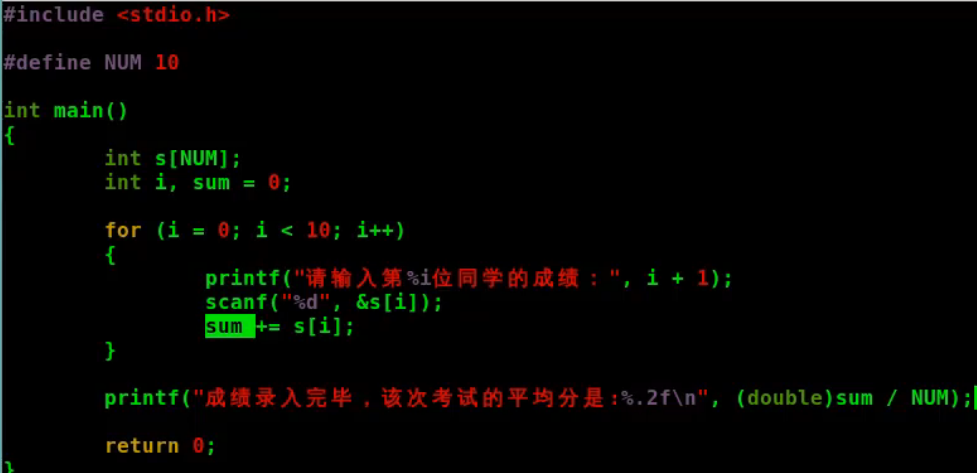 #include <stdio.h>
#define NUM 10
int main()
{
int s[NUM];
int i, sum = 0;
for (i = 0; i < 10; i++)
{
printf("请输入第%i位同学的成绩：", i + 1);
scanf("%d", &s[i]);
sum += s[i];
}
printf("成绩录入完毕，该次考试的平均分是:%.2f\n", (double)sum / NUM);
return 0;
}